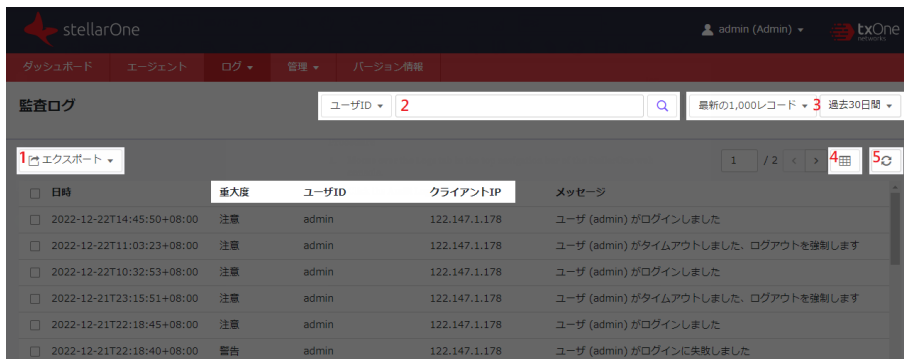 stellarOne admin (Admin) txOne networks
ダッシュボード エージェント ログ 管理 バージョン情報
監査ログ ユーザID 2 最新の1,000レコード 3 過去30日間
1 エクスポート 1 / 2 < > 4 5
日時 重大度 ユーザID クライアントIP メッセージ
2022-12-22T14:45:50+08:00 注意 admin 122.147.1.178 ユーザ (admin) がログインしました
2022-12-22T11:03:23+08:00 注意 admin 122.147.1.178 ユーザ (admin) がタイムアウトしました、ログアウトを強制します
2022-12-22T10:32:53+08:00 注意 admin 122.147.1.178 ユーザ (admin) がログインしました
2022-12-21T23:15:51+08:00 注意 admin 122.147.1.178 ユーザ (admin) がタイムアウトしました、ログアウトを強制します
2022-12-21T22:18:45+08:00 注意 admin 122.147.1.178 ユーザ (admin) がログインしました
2022-12-21T22:18:40+08:00 警告 admin 122.147.1.178 ユーザ (admin) がログインに失敗しました